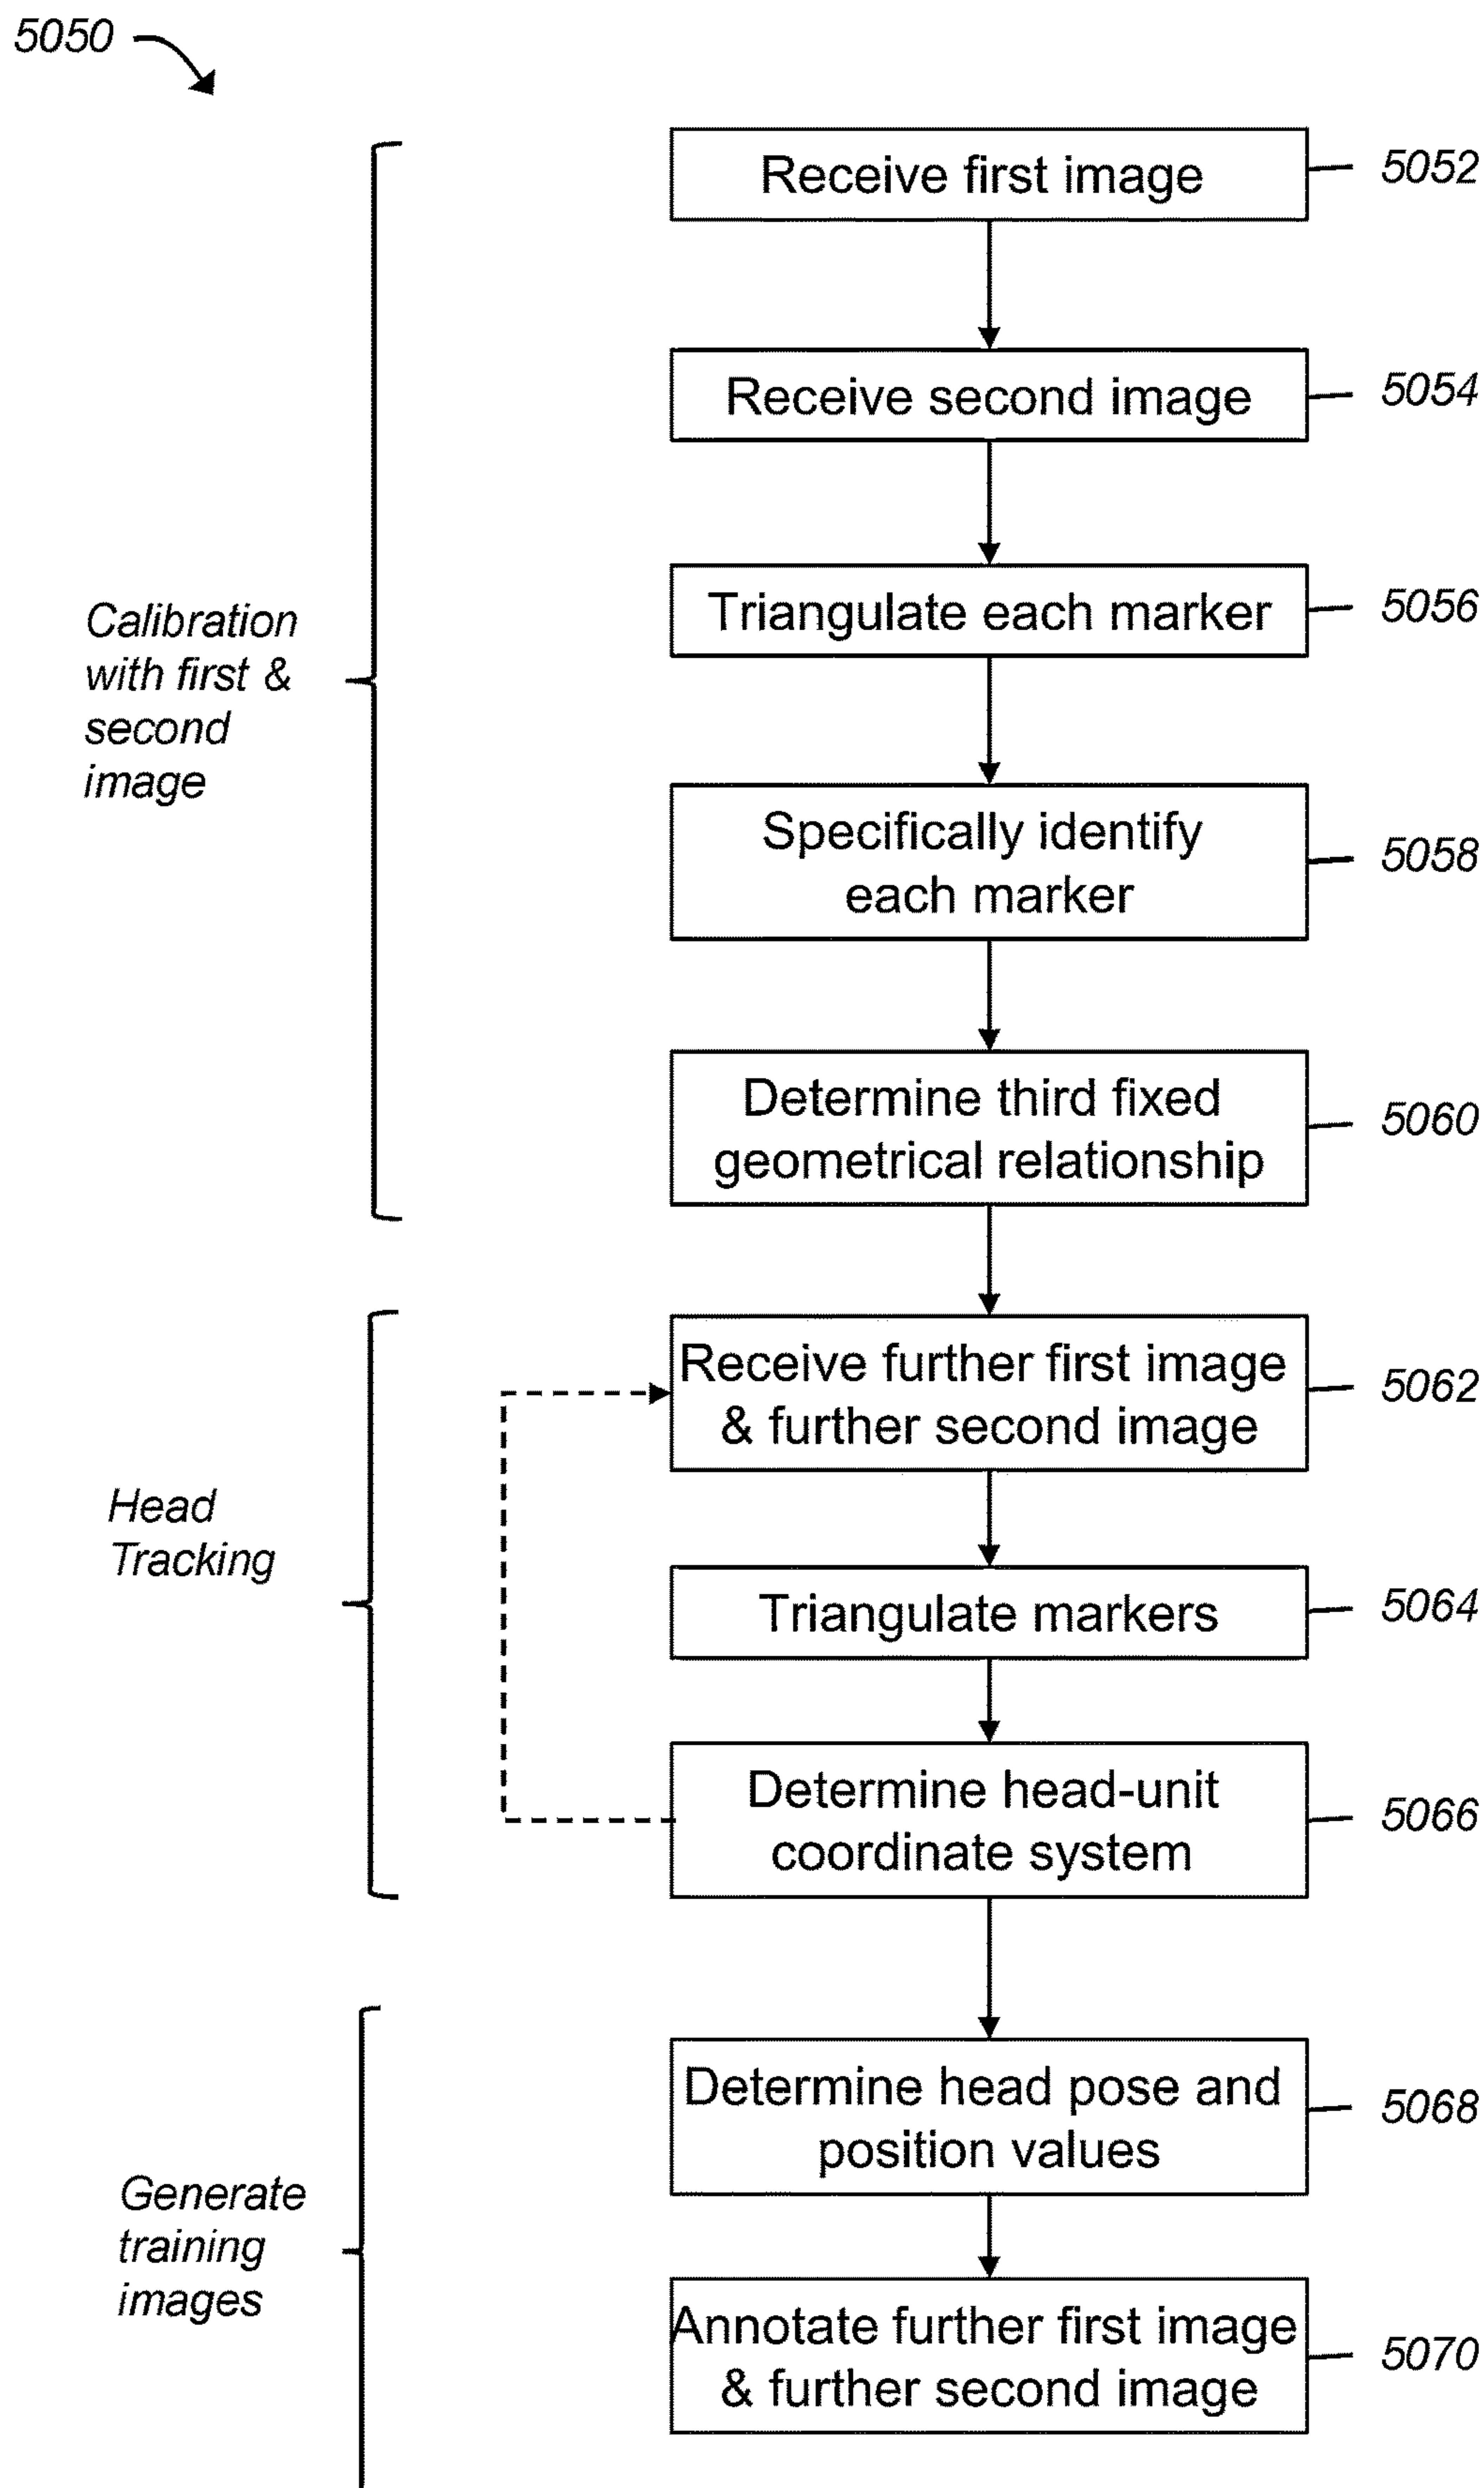 5050
Receive first image
5052
Receive second image
5054
Triangulate each marker
5056
Calibration
with first &
second
image
Specifically identify
each marker
5058
Determine third fixed
geometrical relationship
5060
Receive further first image
& further second image
5062
Head
Tracking
Triangulate markers
5064
Determine head-unit
coordinate system
5066
Determine head pose and
position values
5068
Generate
training
images
Annotate further first image
& further second image
5070